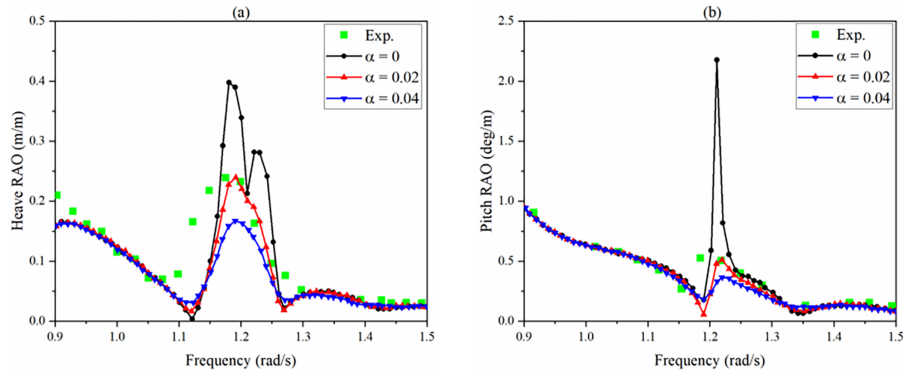 (a)
0.5
0.4
0.3
0.2
0.1
0.0
Heave RAO (m/m)
Exp.
α = 0
α = 0.02
α = 0.04
0.9 1.0 1.1 1.2 1.3 1.4 1.5
Frequency (rad/s)
(b)
2.5
2.0
1.5
1.0
0.5
0.0
Pitch RAO (deg/m)
Exp.
α = 0
α = 0.02
α = 0.04
0.9 1.0 1.1 1.2 1.3 1.4 1.5
Frequency (rad/s)